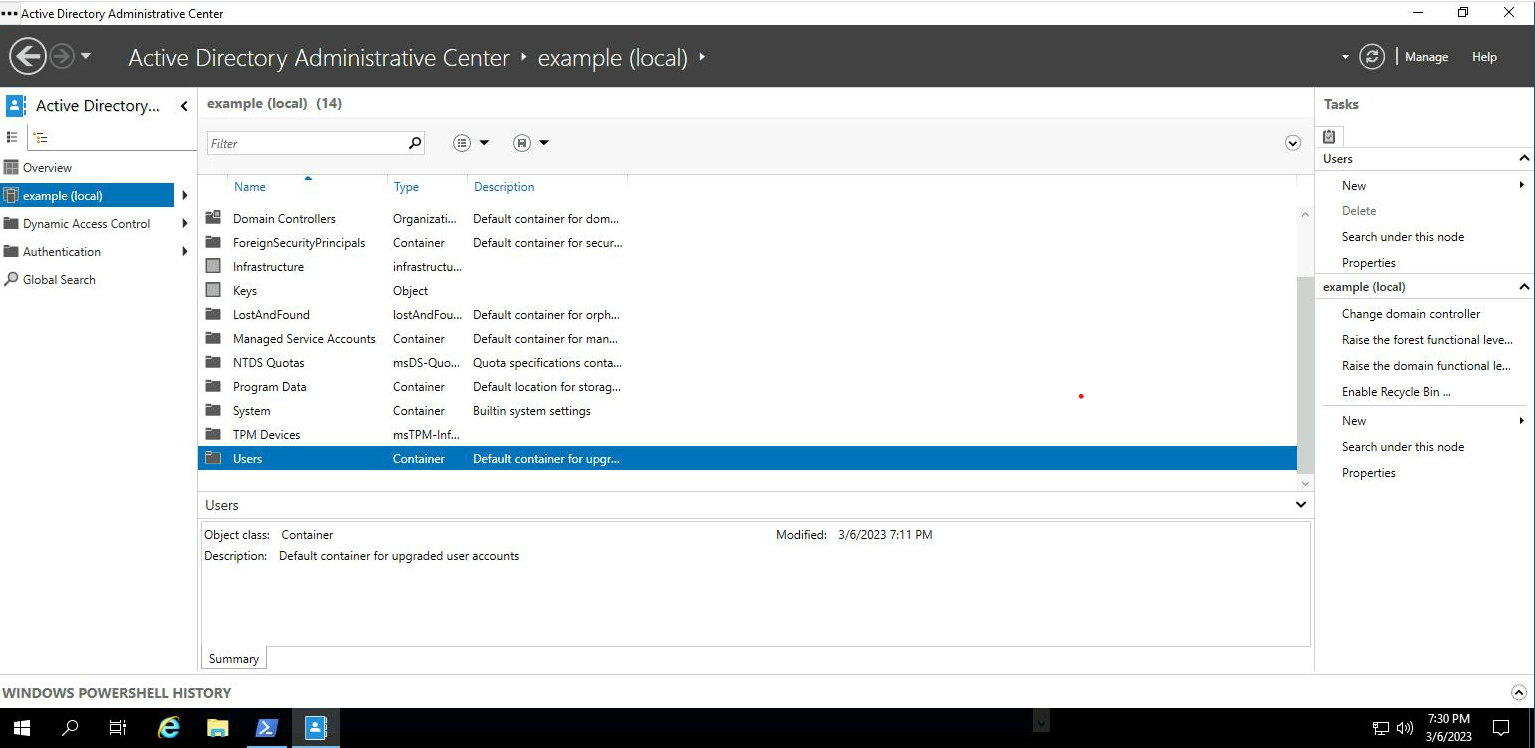 Active Directory Administrative Center
Active Directory Administrative Center example (local)
Manage Help
Active Directory...
Overview
example (local)
Dynamic Access Control
Authentication
Global Search
example (local) (14)
Filter
Name Type Description
Domain Controllers Organizati... Default container for dom...
ForeignSecurityPrincipals Container Default container for secur...
Infrastructure infrastructu...
Keys Object
LostAndFound lostAndFou... Default container for orph...
Managed Service Accounts Container Default container for man...
NTDS Quotas msDS-Quo... Quota specifications conta...
Program Data Container Default location for storag...
System Container Builtin system settings
TPM Devices msTPM-Inf...
Users Container Default container for upgr...
Users
Object class: Container Modified: 3/6/2023 7:11 PM
Description: Default container for upgraded user accounts
Summary
Tasks
Users
New
Delete
Search under this node
Properties
example (local)
Change domain controller
Raise the forest functional leve...
Raise the domain functional le...
Enable Recycle Bin ...
New
Search under this node
Properties
WINDOWS POWERSHELL HISTORY
7:30 PM
3/6/2023